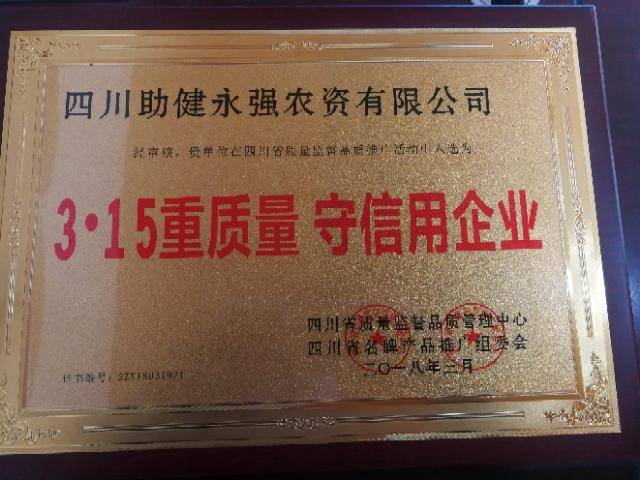 四川助健永强农资有限公司
经审核，贵单位在四川省质量监督品质推广活动中入选为
3·15重质量 守信用企业
四川省质量监督品质管理中心
四川省名牌产品推广组委会
二〇一八年三月
证书编号：SZY18031921